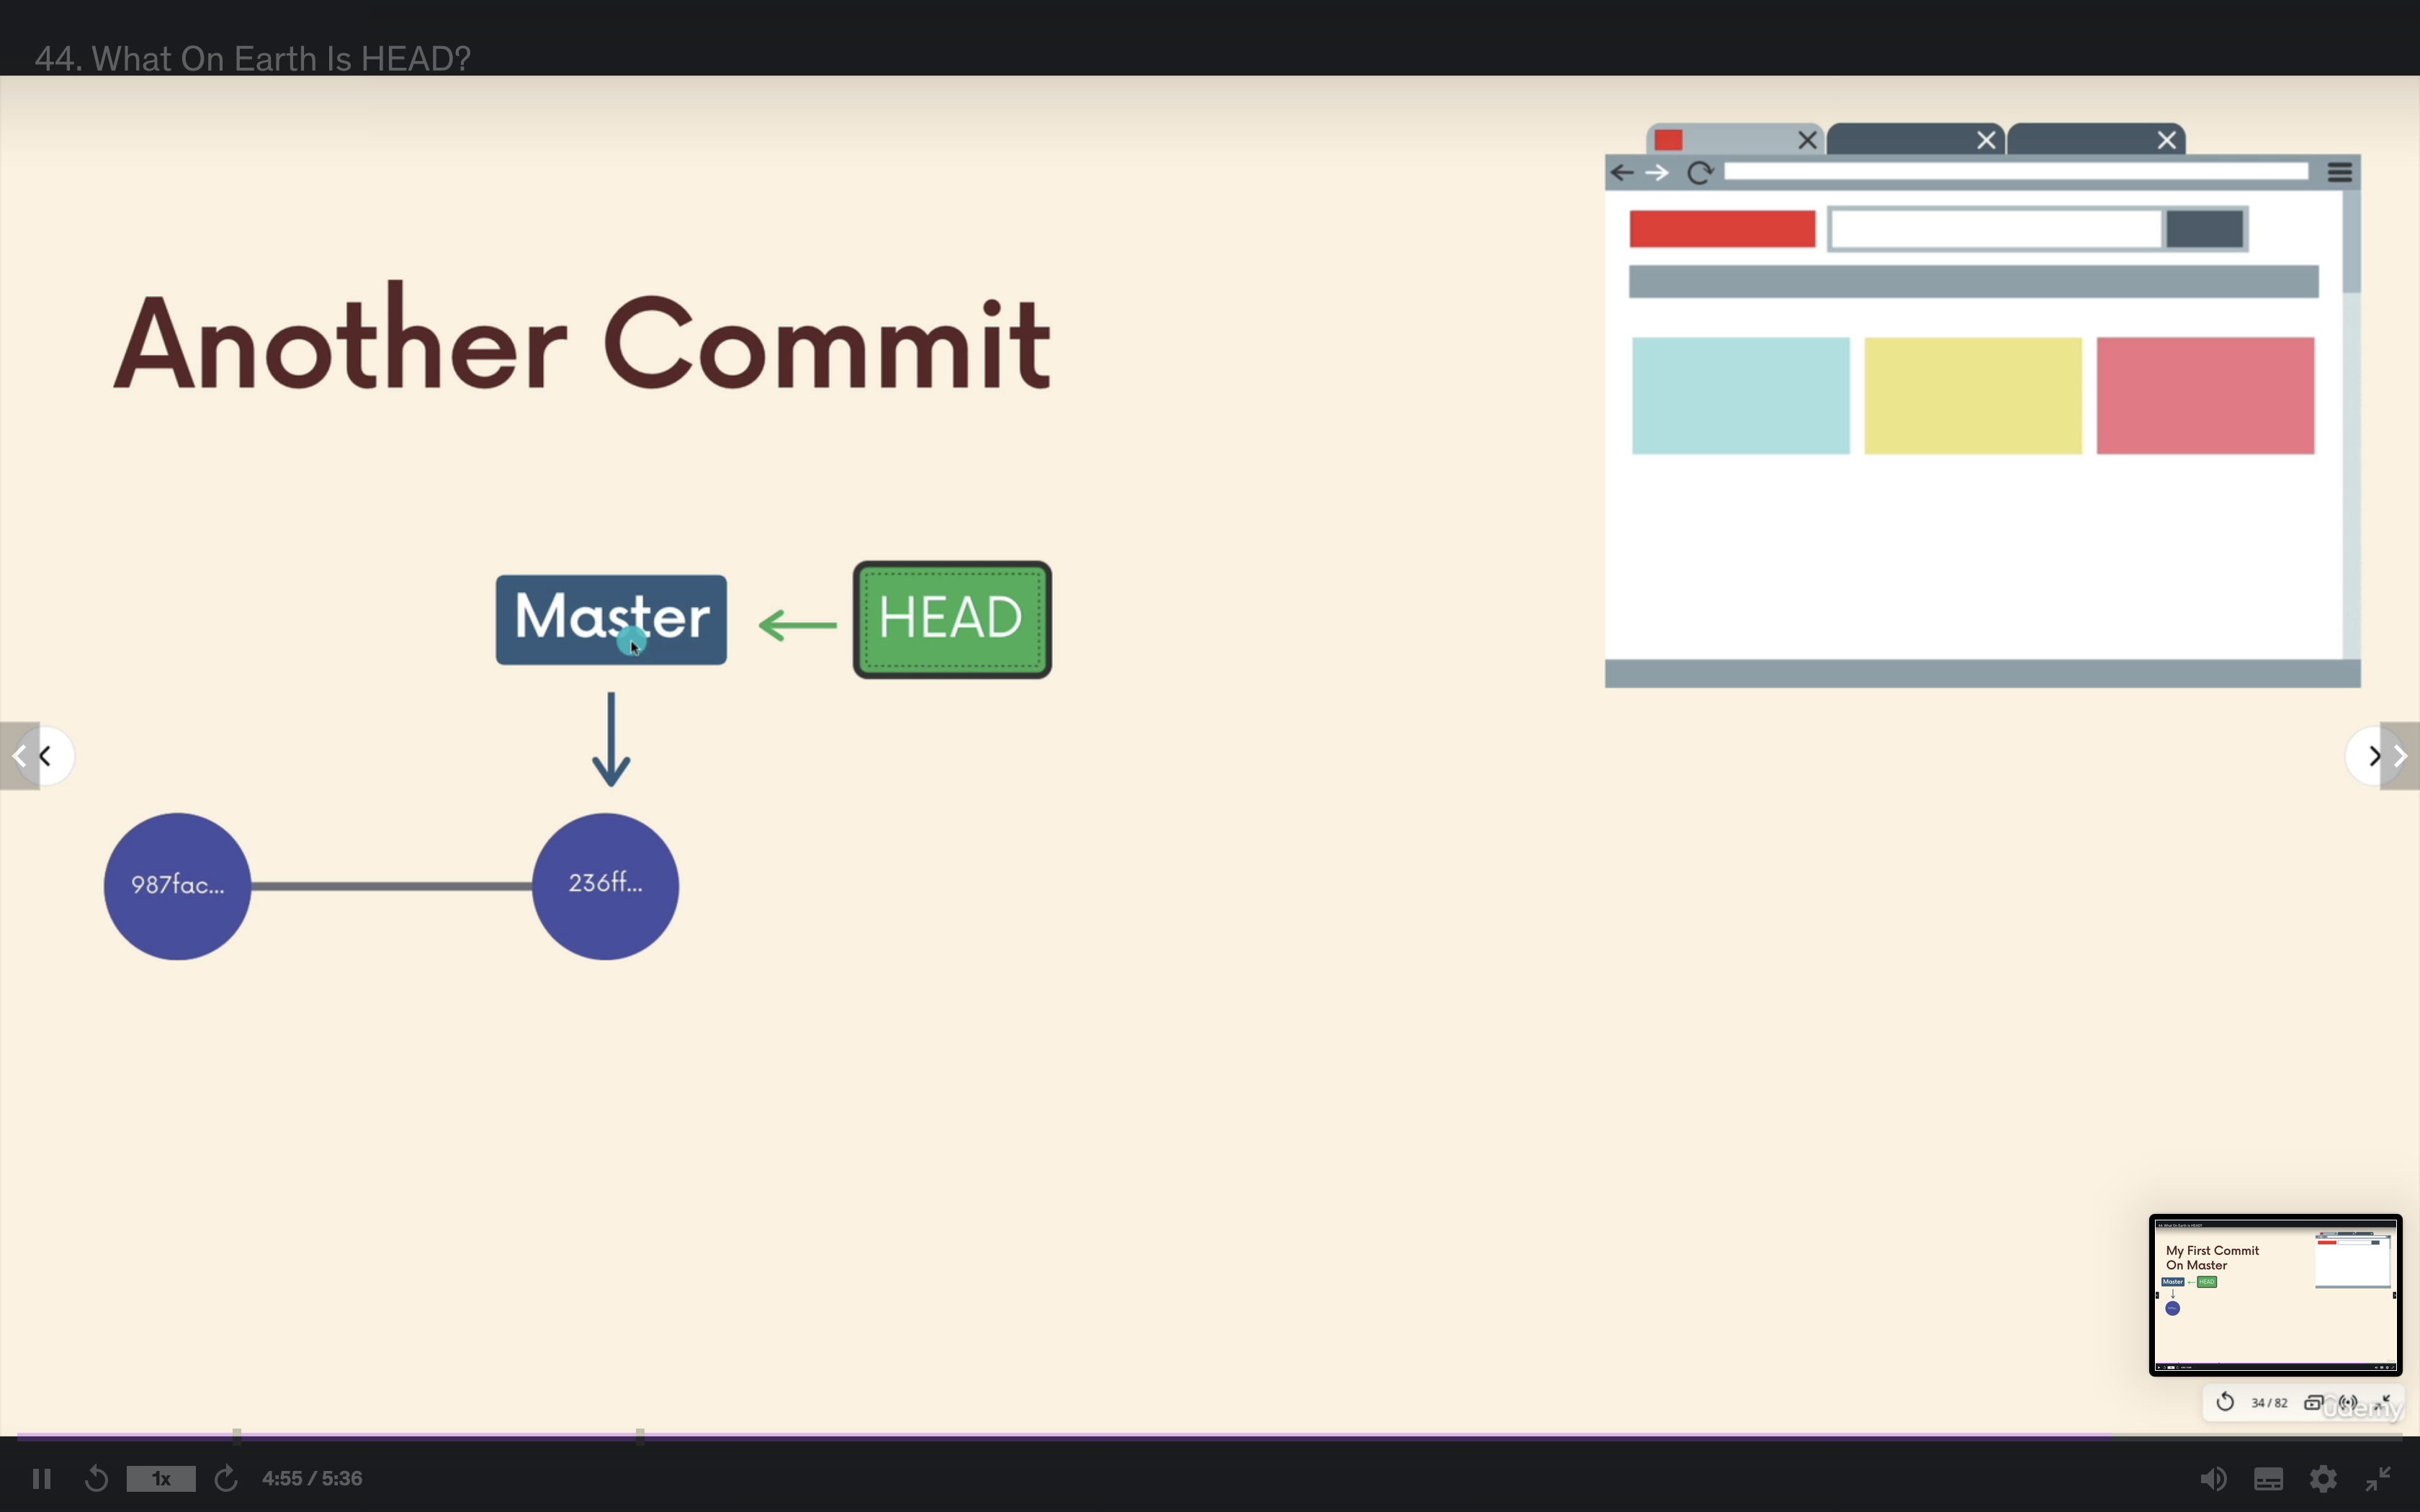 44. What On Earth Is HEAD?
Another Commit
Master
HEAD
987fac...
236ff...
My First Commit
On Master
Master
HEAD
34 / 82
udemy
1x
4:55 / 5:36